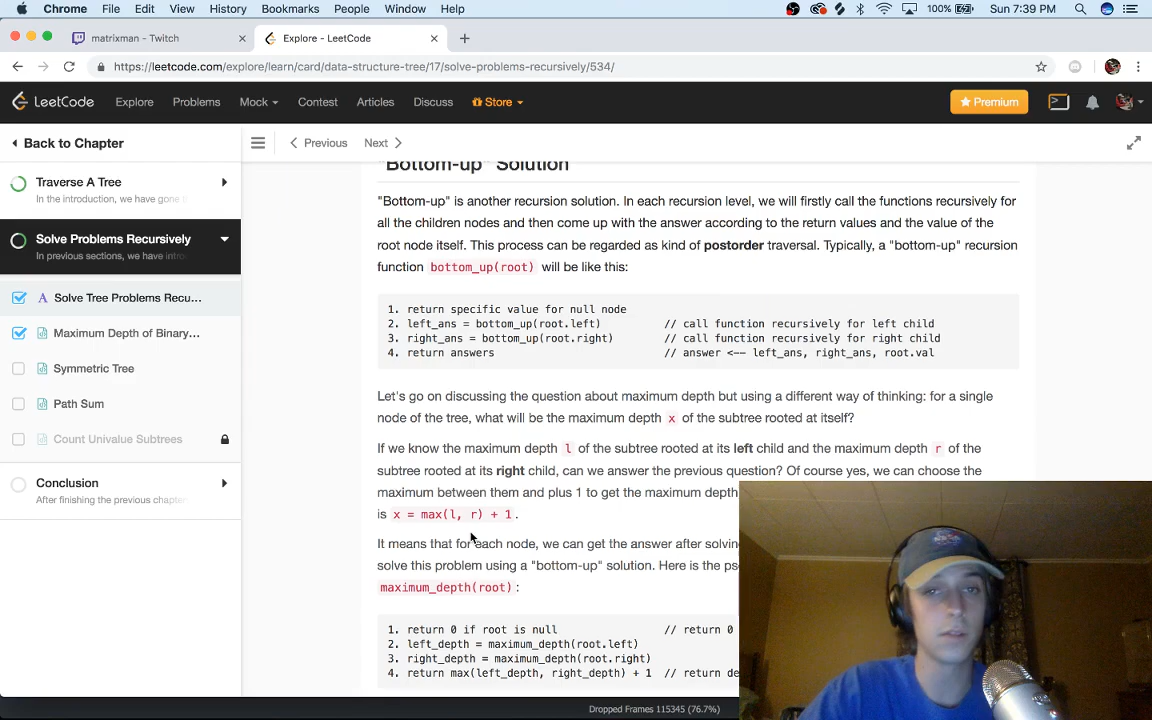 Chrome File Edit View History Bookmarks People Window Help 100% Sun 7:39 PM
matrixman - Twitch
Explore - LeetCode
https://leetcode.com/explore/learn/card/data-structure-tree/17/solve-problems-recursively/534/
LeetCode Explore Problems Mock Contest Articles Discuss Store Premium
Back to Chapter
Previous Next
Traverse A Tree
In the introduction, we have gone
Solve Problems Recursively
In previous sections, we have intro
Solve Tree Problems Recu...
Maximum Depth of Binary...
Symmetric Tree
Path Sum
Count Univalue Subtrees
Conclusion
After finishing the previous chapter
"Bottom-up" Solution
"Bottom-up" is another recursion solution. In each recursion level, we will firstly call the functions recursively for
all the children nodes and then come up with the answer according to the return values and the value of the
root node itself. This process can be regarded as kind of postorder traversal. Typically, a "bottom-up" recursion
function bottom_up(root) will be like this:
1. return specific value for null node
2. left_ans = bottom_up(root.left) // call function recursively for left child
3. right_ans = bottom_up(root.right) // call function recursively for right child
4. return answers // answer <-- left_ans, right_ans, root.val
Let's go on discussing the question about maximum depth but using a different way of thinking: for a single
node of the tree, what will be the maximum depth x of the subtree rooted at itself?
If we know the maximum depth l of the subtree rooted at its left child and the maximum depth r of the
subtree rooted at its right child, can we answer the previous question? Of course yes, we can choose the
maximum between them and plus 1 to get the maximum depth
is x = max(l, r) + 1.
It means that for each node, we can get the answer after solving
solve this problem using a "bottom-up" solution. Here is the
maximum_depth(root):
1. return 0 if root is null // return 0
2. left_depth = maximum_depth(root.left)
3. right_depth = maximum_depth(root.right)
4. return max(left_depth, right_depth) + 1 // return
Dropped Frames 115345 (76.7%)